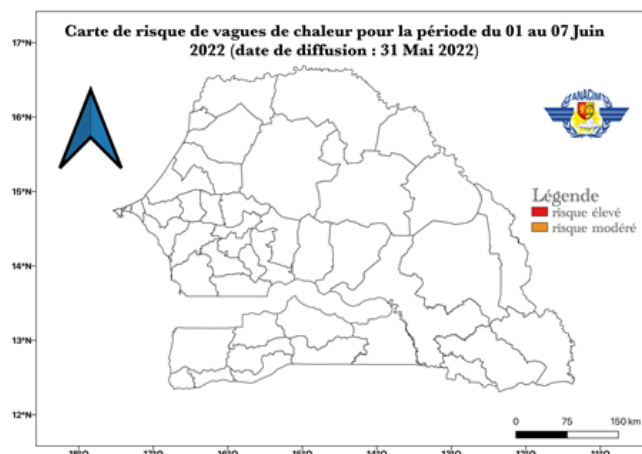 Carte de risque de vagues de chaleur pour la période du 01 au 07 Juin
2022 (date de diffusion : 31 Mai 2022)
17°N
16°N
ANACIM
15°N
Légende
risque élevé
risque modéré
14°N
13°N
12°N
0 75 150 km